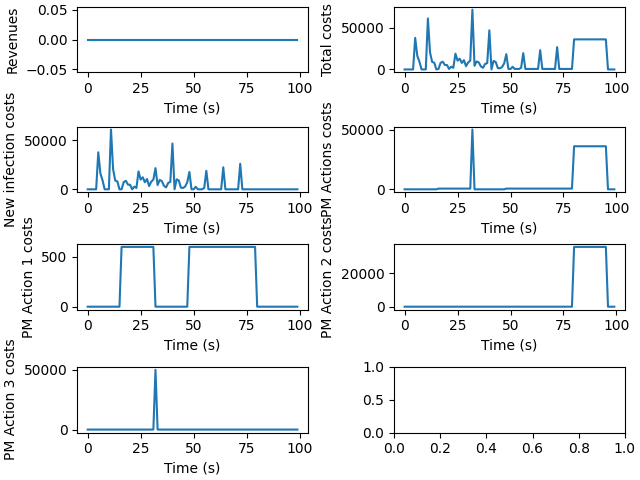 Revenues
0.05
0.00
−0.05
0 25 50 75 100
Time (s)
Total costs
50000
0
0 25 50 75 100
Time (s)
New infection costs
50000
0
0 25 50 75 100
Time (s)
PM Actions costs
50000
0
0 25 50 75 100
Time (s)
PM Action 1 costs
500
0
0 25 50 75 100
Time (s)
PM Action 2 costs
20000
0
0 25 50 75 100
Time (s)
PM Action 3 costs
50000
0
0 25 50 75 100
Time (s)
1.0
0.5
0.0
0.0 0.2 0.4 0.6 0.8 1.0